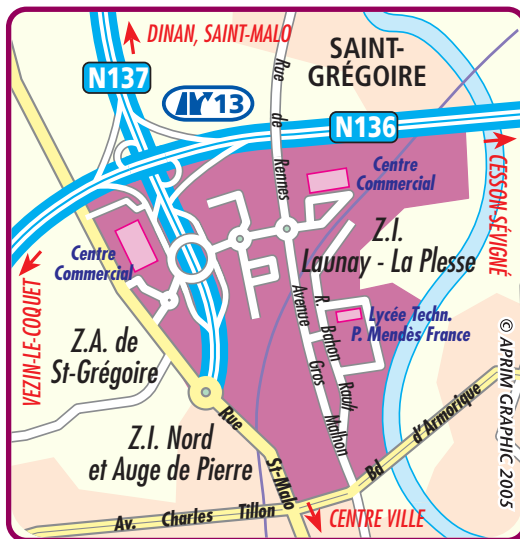 DINAN, SAINT-MALO
SAINT-
GRÉGOIRE
N137
13
N136
Rue de Rennes
Centre
Commercial
CESSON-SÉVIGNÉ
Centre
Commercial
Z.I.
Launay - La Plesse
VEZIN-LE-COQUET
Avenue Gros Malhon
R. Bahon Rault
Lycée Techn.
P. Mendès France
Z.A. de
St-Grégoire
Rue St-Malo
Z.I. Nord
et Auge de Pierre
Bd d'Armorique
Av. Charles Tillon
CENTRE VILLE
© APRIM GRAPHIC 2005